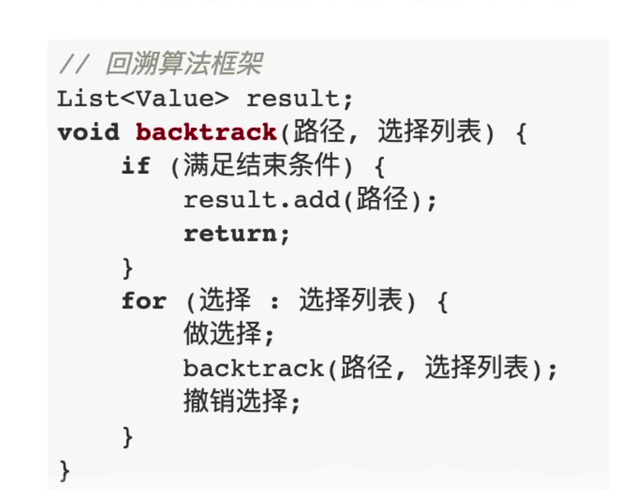 // 回溯算法框架
List<Value> result;
void backtrack(路径, 选择列表) {
    if (满足结束条件) {
        result.add(路径);
        return;
    }
    for (选择 : 选择列表) {
        做选择;
        backtrack(路径, 选择列表);
        撤销选择;
    }
}